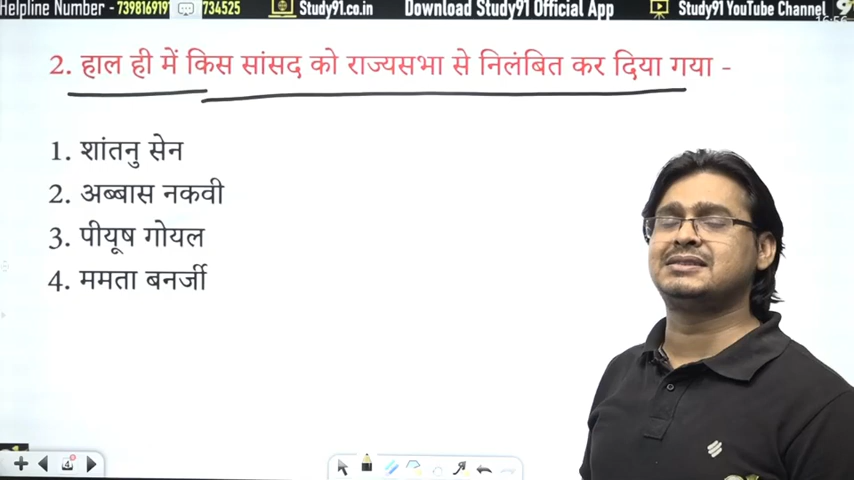 Helpline Number - 7398169191 734525 Study91.co.in Download Study91 Official App Study91 YouTube Channel
2. हाल ही में किस सांसद को राज्यसभा से निलंबित कर दिया गया -
1. शांतनु सेन
2. अब्बास नकवी
3. पीयूष गोयल
4. ममता बनर्जी